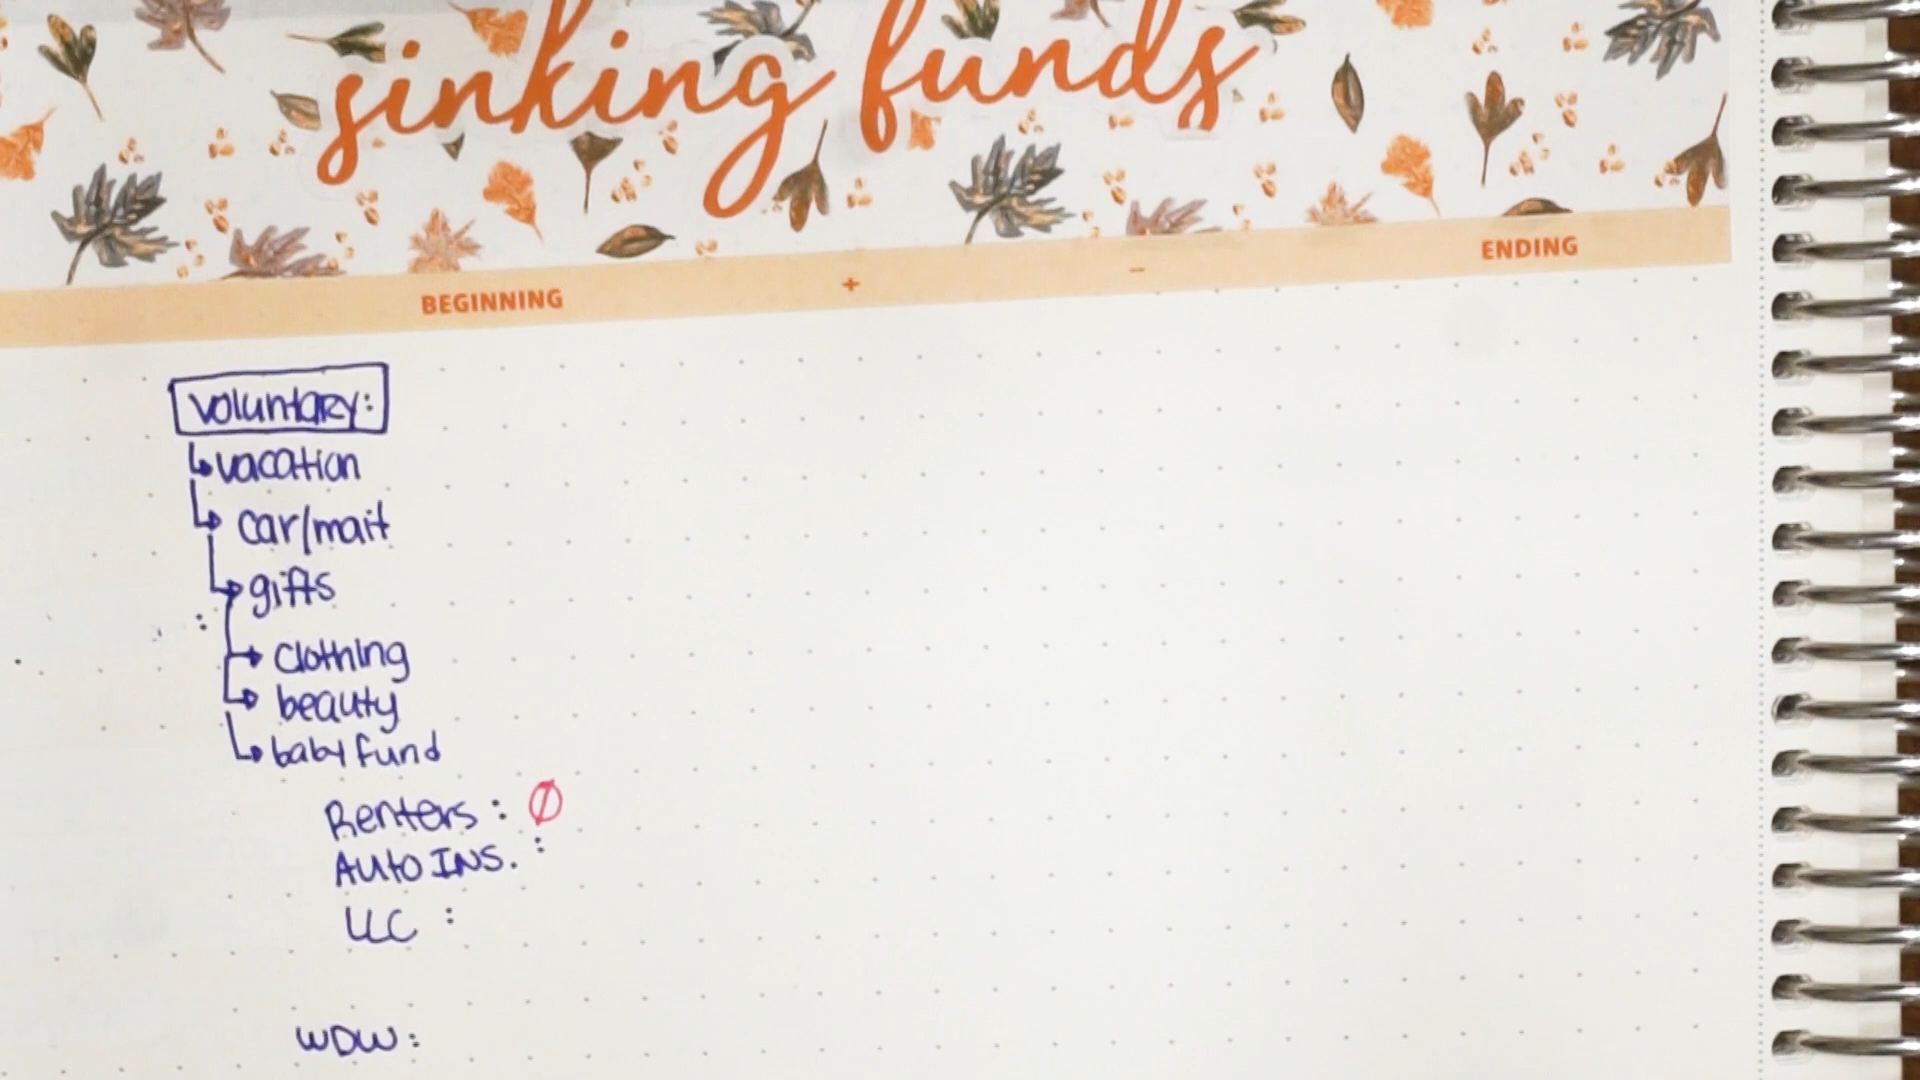 sinking funds
BEGINNING + - ENDING
voluntary:
vacation
car/mait
gifts
:
clothing
beauty
baby fund
Renters : Ø
Auto INS. :
LLC :
WDW: